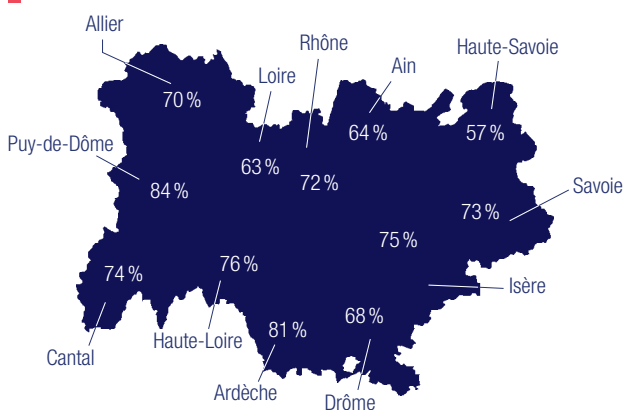 Allier
70 %
Loire
63 %
Rhône
72 %
Ain
64 %
Haute-Savoie
57 %
Puy-de-Dôme
84 %
Savoie
73 %
Isère
75 %
Cantal
74 %
Haute-Loire
76 %
Ardèche
81 %
Drôme
68 %